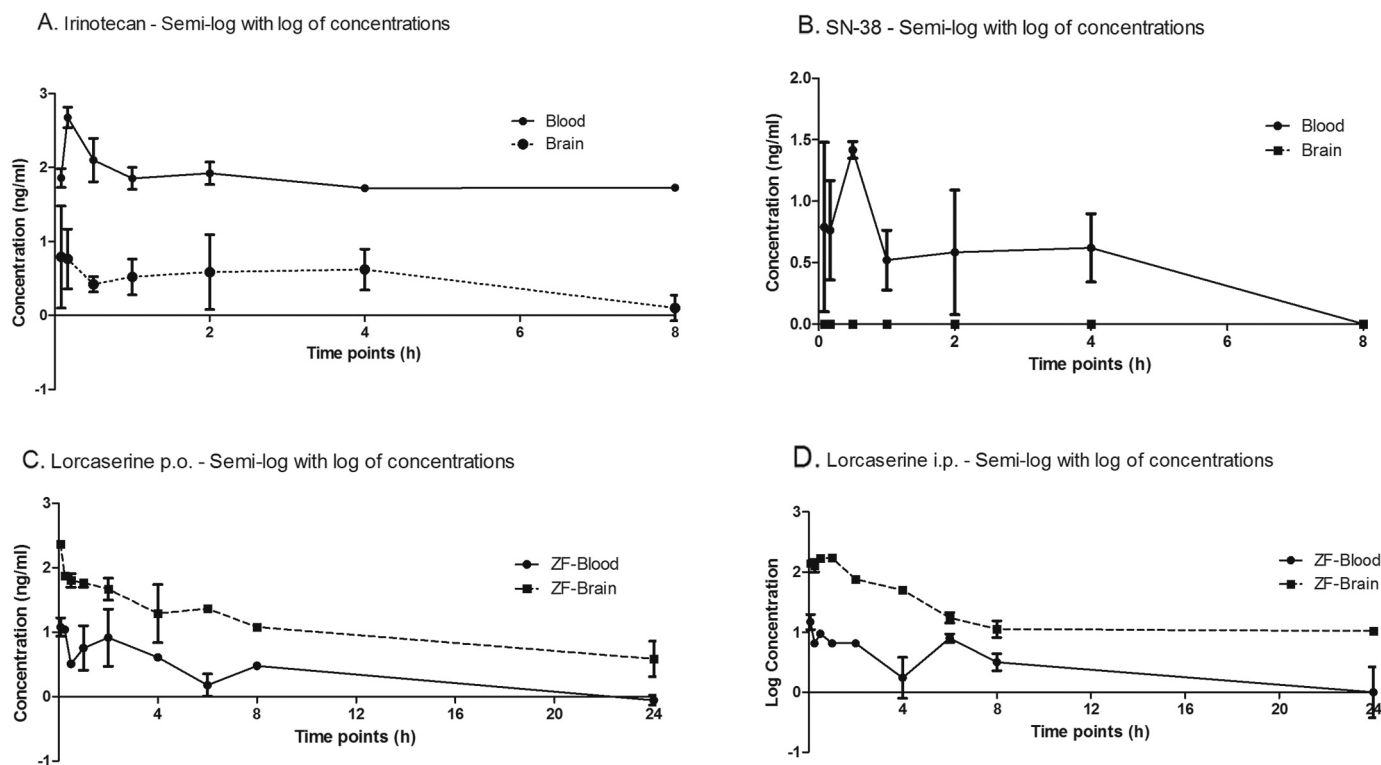 A. Irinotecan - Semi-log with log of concentrations
Concentration (ng/ml)
3
2
1
0
-1
2
4
6
8
Time points (h)
Blood
Brain
B. SN-38 - Semi-log with log of concentrations
Concentration (ng/ml)
2.0
1.5
1.0
0.5
0.0
0
2
4
6
8
Time points (h)
Blood
Brain
C. Lorcaserine p.o. - Semi-log with log of concentrations
Concentration (ng/ml)
3
2
1
0
-1
4
8
12
16
20
24
Time points (h)
ZF-Blood
ZF-Brain
D. Lorcaserine i.p. - Semi-log with log of concentrations
Log Concentration
3
2
1
0
-1
4
8
12
16
20
24
Time points (h)
ZF-Blood
ZF-Brain